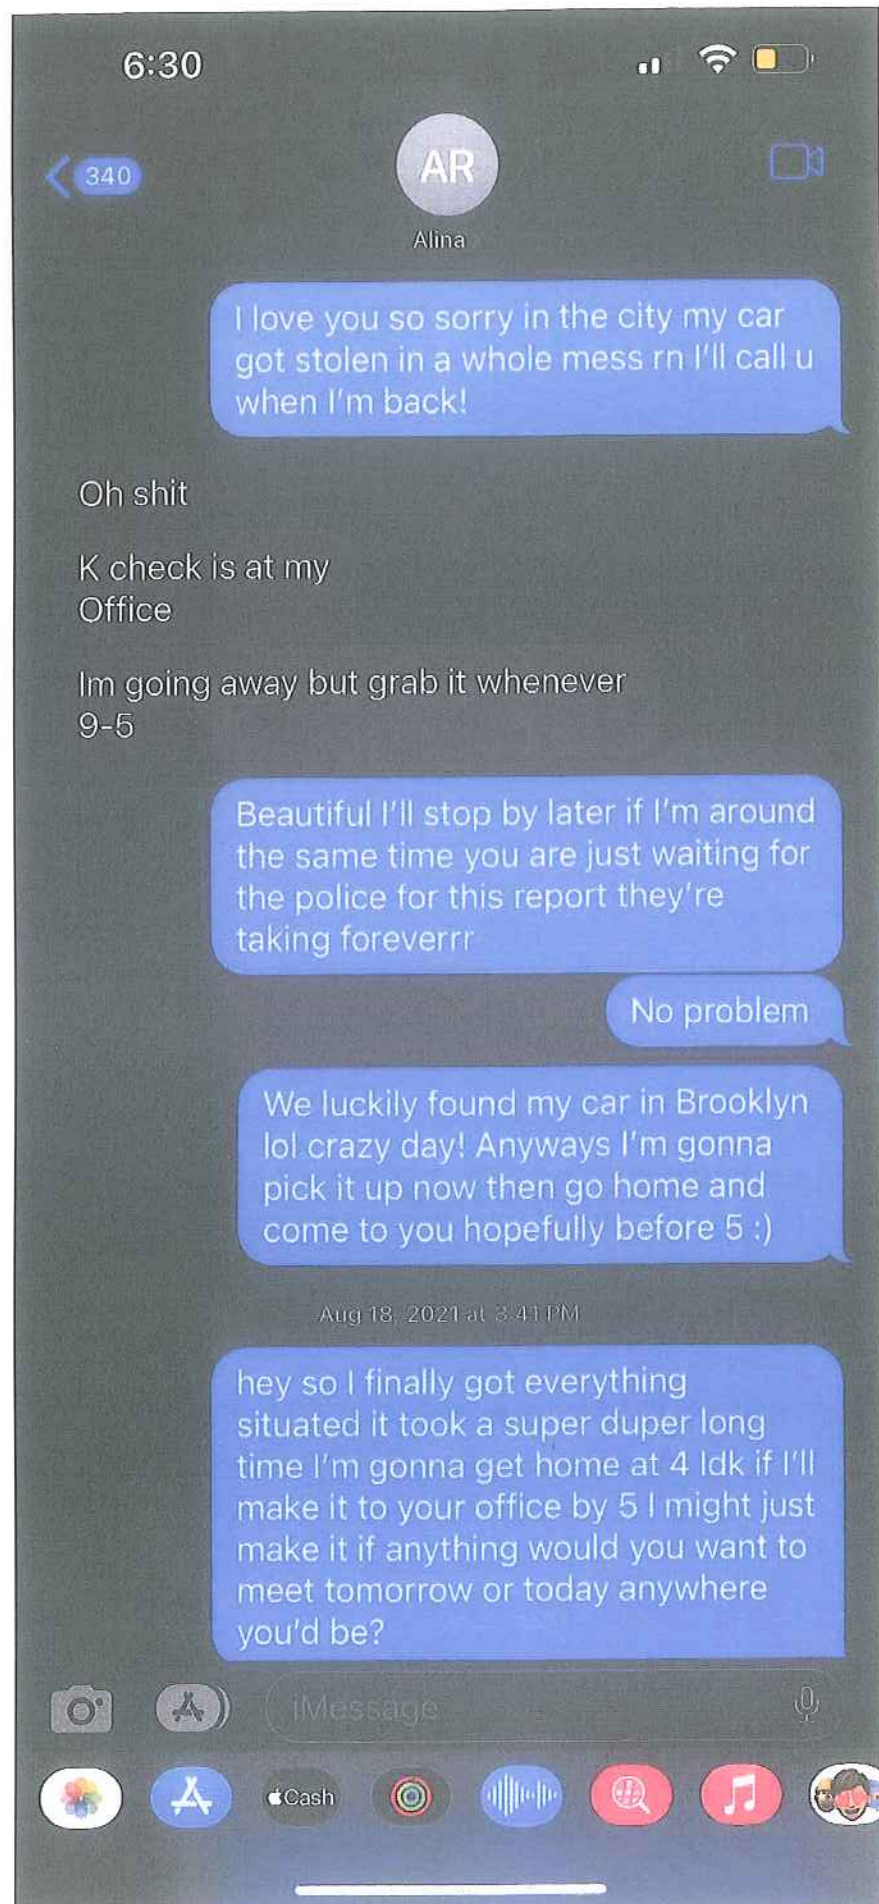 6:30
340
AR
Alina
I love you so sorry in the city my car
got stolen in a whole mess rn I'll call u
when I'm back!
Oh shit
K check is at my
Office
Im going away but grab it whenever
9-5
Beautiful I'll stop by later if I'm around
the same time you are just waiting for
the police for this report they're
taking foreverrr
No problem
We luckily found my car in Brooklyn
lol crazy day! Anyways I'm gonna
pick it up now then go home and
come to you hopefully before 5 :)
Aug 18, 2021 at 3:41 PM
hey so I finally got everything
situated it took a super duper long
time I'm gonna get home at 4 Idk if I'll
make it to your office by 5 I might just
make it if anything would you want to
meet tomorrow or today anywhere
you'd be?
iMessage
Cash